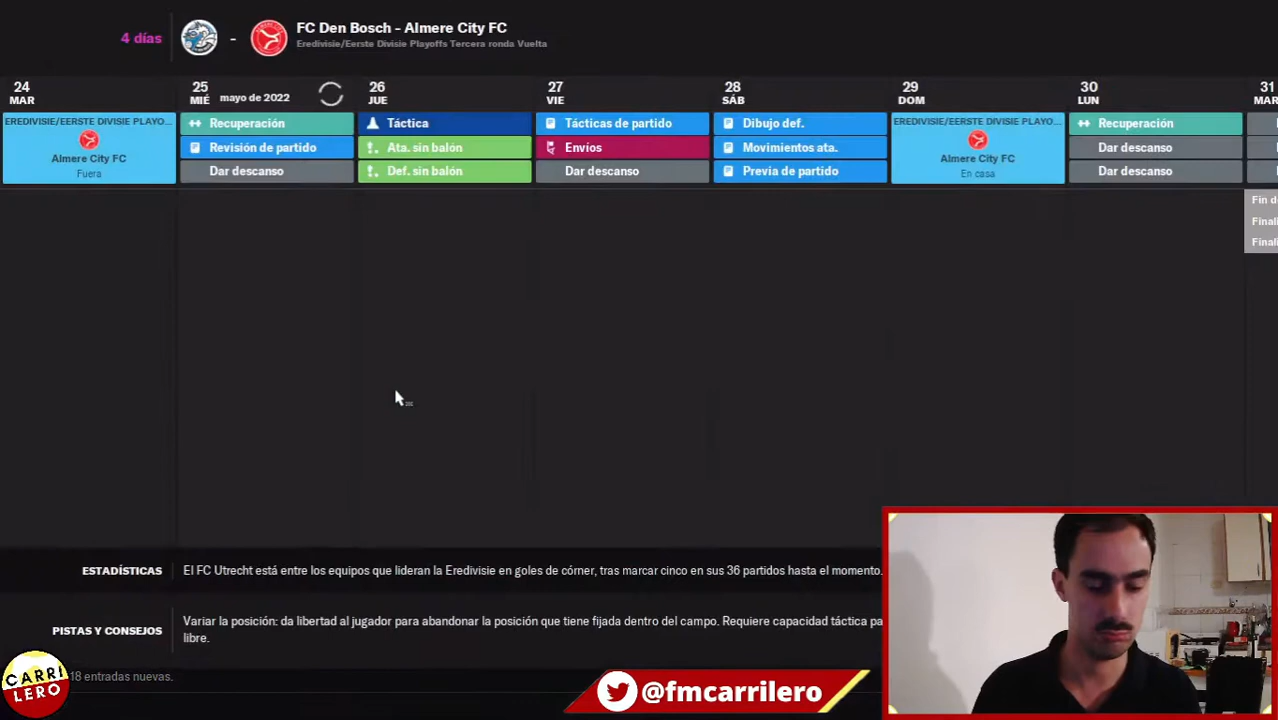 4 días
FC Den Bosch - Almere City FC
Eredivisie/Eerste Divisie Playoffs Tercera ronda Vuelta
24
MAR
25
MIÉ mayo de 2022
26
JUE
27
VIE
28
SÁB
29
DOM
30
LUN
31
MAR
EREDIVISIE/EERSTE DIVISIE PLAYO...
Almere City FC
Fuera
Recuperación
Revisión de partido
Dar descanso
Táctica
Ata. sin balón
Def. sin balón
Tácticas de partido
Envíos
Dar descanso
Dibujo def.
Movimientos ata.
Previa de partido
EREDIVISIE/EERSTE DIVISIE PLAYO...
Almere City FC
En casa
Recuperación
Dar descanso
Dar descanso
Fin d
Finali
Finali
ESTADÍSTICAS
El FC Utrecht está entre los equipos que lideran la Eredivisie en goles de córner, tras marcar cinco en sus 36 partidos hasta el momento.
PISTAS Y CONSEJOS
Variar la posición: da libertad al jugador para abandonar la posición que tiene fijada dentro del campo. Requiere capacidad táctica pa
libre.
18 entradas nuevas.
CARRI
LERO
@fmcarrilero